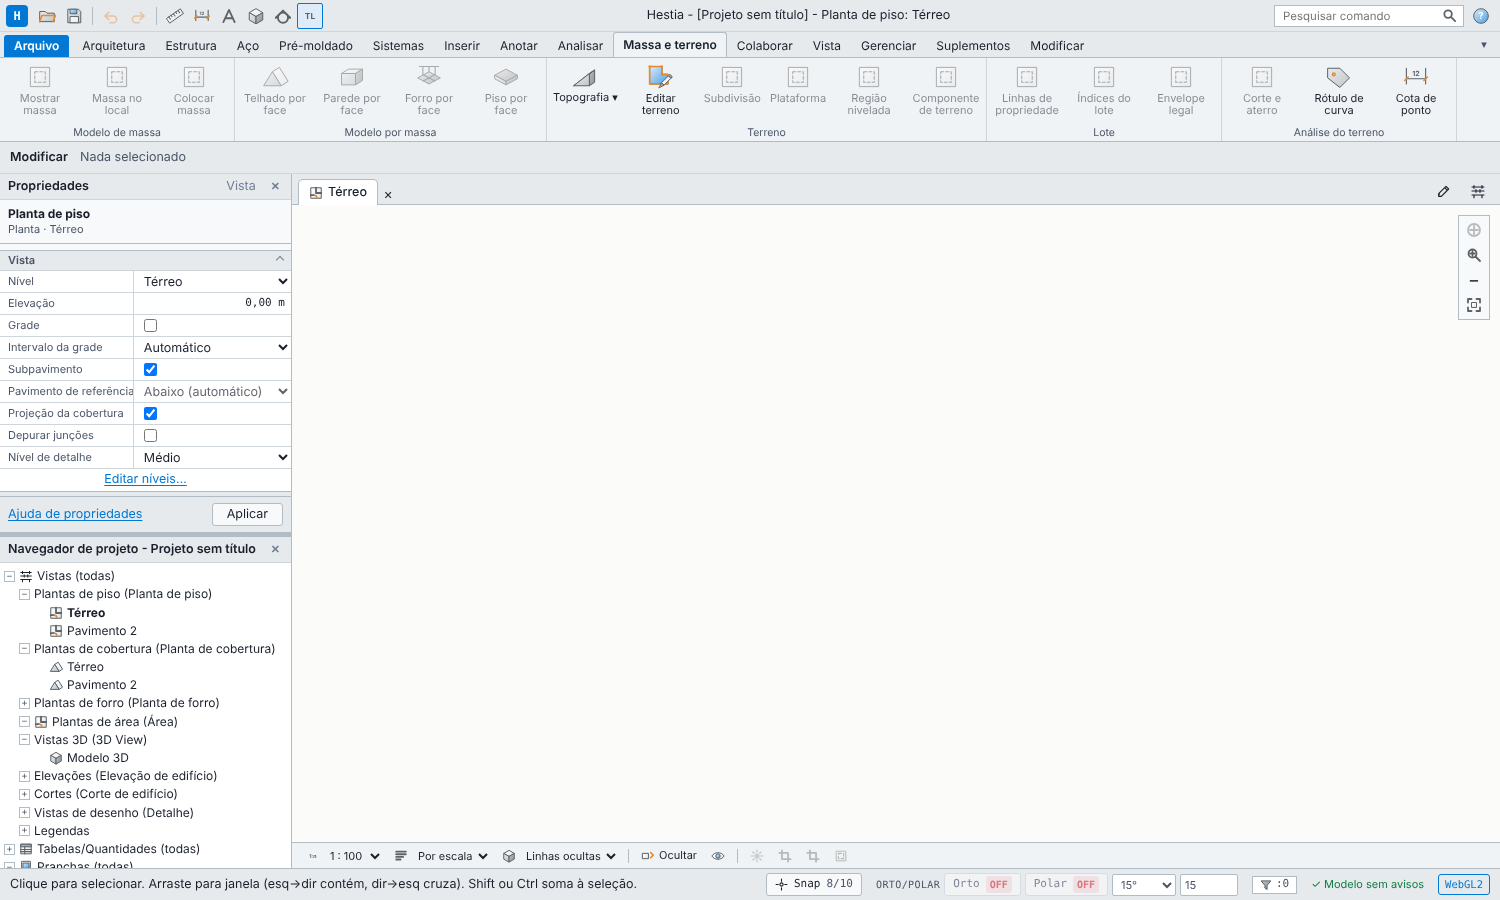 H
TL
Hestia - [Projeto sem título] - Planta de piso: Térreo
Pesquisar comando
?
Arquivo
Arquitetura
Estrutura
Aço
Pré-moldado
Sistemas
Inserir
Anotar
Analisar
Massa e terreno
Colaborar
Vista
Gerenciar
Suplementos
Modificar
Mostrar massa
Massa no local
Colocar massa
Modelo de massa
Telhado por face
Parede por face
Forro por face
Piso por face
Modelo por massa
Topografia ▾
Editar terreno
Subdivisão
Plataforma
Região nivelada
Componente de terreno
Terreno
Linhas de propriedade
Índices do lote
Envelope legal
Lote
Corte e aterro
Rótulo de curva
12
Cota de ponto
Análise do terreno
Modificar Nada selecionado
Propriedades
Vista ×
Planta de piso
Planta · Térreo
Vista
Nível Térreo
Elevação 0,00 m
Grade
Intervalo da grade Automático
Subpavimento
Pavimento de referência Abaixo (automático)
Projeção da cobertura
Depurar junções
Nível de detalhe Médio
Editar níveis...
Ajuda de propriedades
Aplicar
Navegador de projeto - Projeto sem título ×
Vistas (todas)
Plantas de piso (Planta de piso)
Térreo
Pavimento 2
Plantas de cobertura (Planta de cobertura)
Térreo
Pavimento 2
Plantas de forro (Planta de forro)
Plantas de área (Área)
Vistas 3D (3D View)
Modelo 3D
Elevações (Elevação de edifício)
Cortes (Corte de edifício)
Vistas de desenho (Detalhe)
Legendas
Tabelas/Quantidades (todas)
Pranchas (todas)
Térreo ×
1 : 100
Por escala
Linhas ocultas
Ocultar
Clique para selecionar. Arraste para janela (esq→dir contém, dir→esq cruza). Shift ou Ctrl soma à seleção.
Snap 8/10
ORTO/POLAR
Orto OFF
Polar OFF
15°
15
:0
✓ Modelo sem avisos
WebGL2